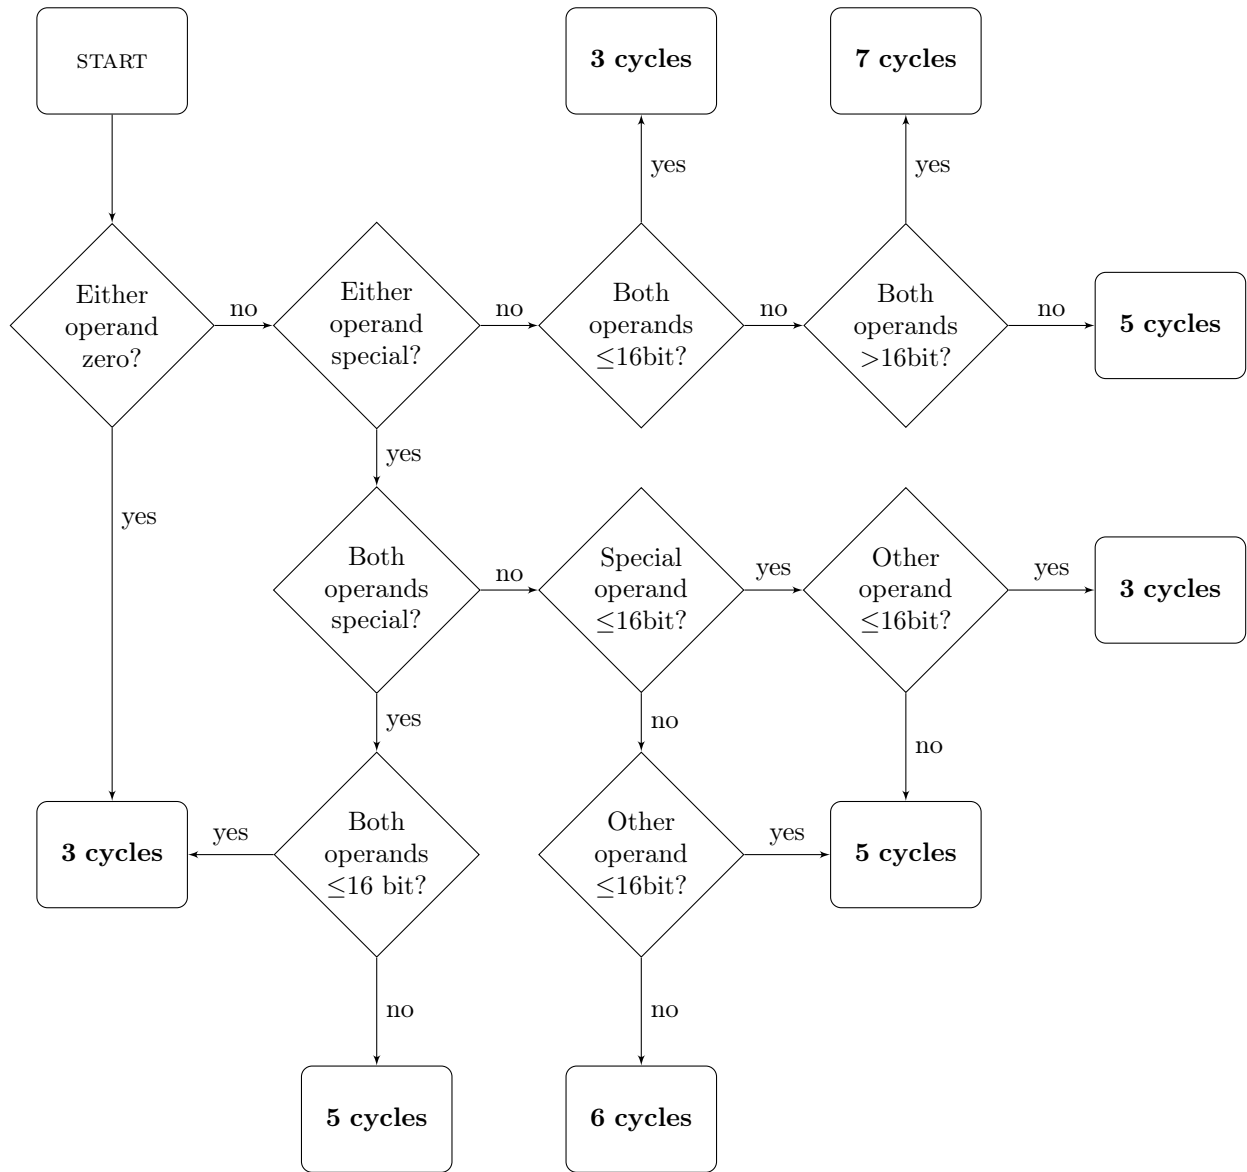 START
3 cycles
7 cycles
yes
yes
Either
operand
zero?
no
Either
operand
special?
no
Both
operands
≤16bit?
no
Both
operands
>16bit?
no
5 cycles
yes
yes
Both
operands
special?
no
Special
operand
≤16bit?
yes
Other
operand
≤16bit?
yes
3 cycles
yes
no
no
3 cycles
yes
Both
operands
≤16 bit?
Other
operand
≤16bit?
yes
5 cycles
no
no
5 cycles
6 cycles